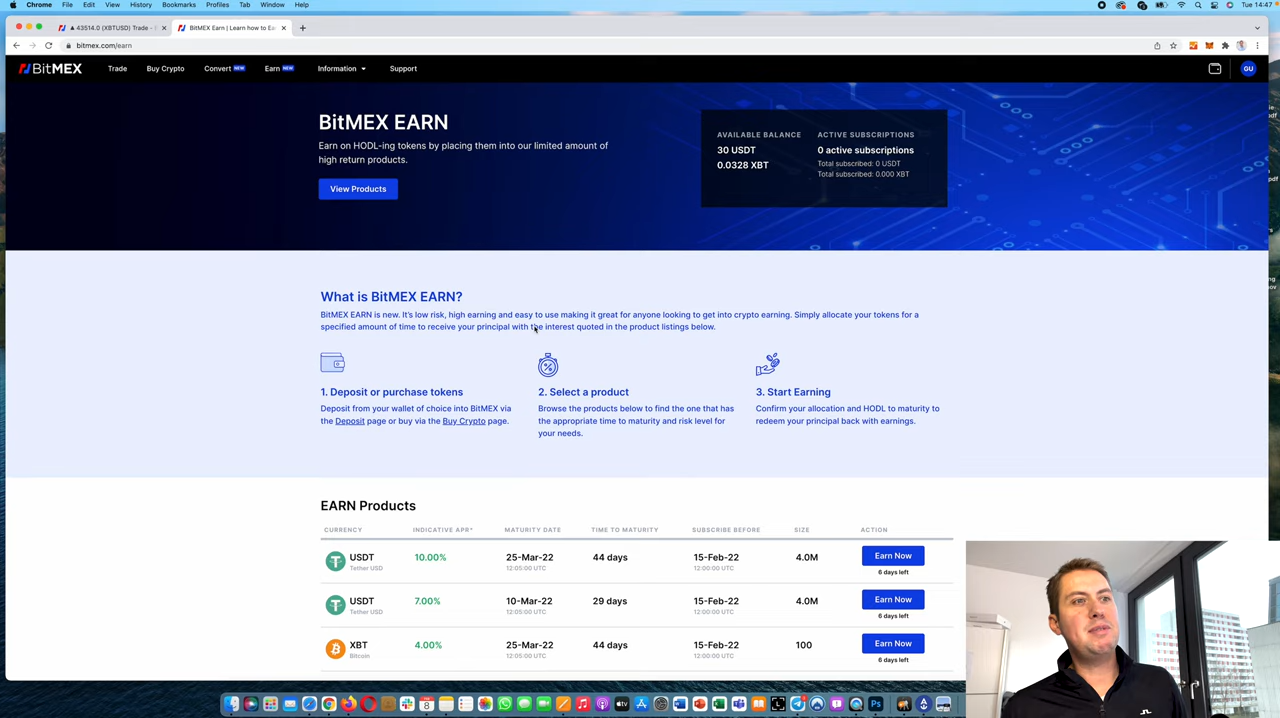 Chrome File Edit View History Bookmarks Profiles Tab Window Help
Tue 14:47
▲ 43514.0 (XBTUSD) Trade -
BitMEX Earn | Learn how to Ea
bitmex.com/earn
BitMEX Trade Buy Crypto Convert NEW Earn NEW Information Support GU
BitMEX EARN
Earn on HODL-ing tokens by placing them into our limited amount of
high return products.
View Products
AVAILABLE BALANCE ACTIVE SUBSCRIPTIONS
30 USDT 0 active subscriptions
0.0328 XBT Total subscribed: 0 USDT
Total subscribed: 0.000 XBT
What is BitMEX EARN?
BitMEX EARN is new. It's low risk, high earning and easy to use making it great for anyone looking to get into crypto earning. Simply allocate your tokens for a
specified amount of time to receive your principal with the interest quoted in the product listings below.
1. Deposit or purchase tokens
Deposit from your wallet of choice into BitMEX via
the Deposit page or buy via the Buy Crypto page.
2. Select a product
Browse the products below to find the one that has
the appropriate time to maturity and risk level for
your needs.
3. Start Earning
Confirm your allocation and HODL to maturity to
redeem your principal back with earnings.
EARN Products
CURRENCY INDICATIVE APR* MATURITY DATE TIME TO MATURITY SUBSCRIBE BEFORE SIZE ACTION
USDT 10.00% 25-Mar-22 44 days 15-Feb-22 4.0M Earn Now
Tether USD 12:05:00 UTC 12:00:00 UTC 6 days left
USDT 7.00% 10-Mar-22 29 days 15-Feb-22 4.0M Earn Now
Tether USD 12:05:00 UTC 12:00:00 UTC 6 days left
XBT 4.00% 25-Mar-22 44 days 15-Feb-22 100 Earn Now
Bitcoin 12:05:00 UTC 12:00:00 UTC 6 days left